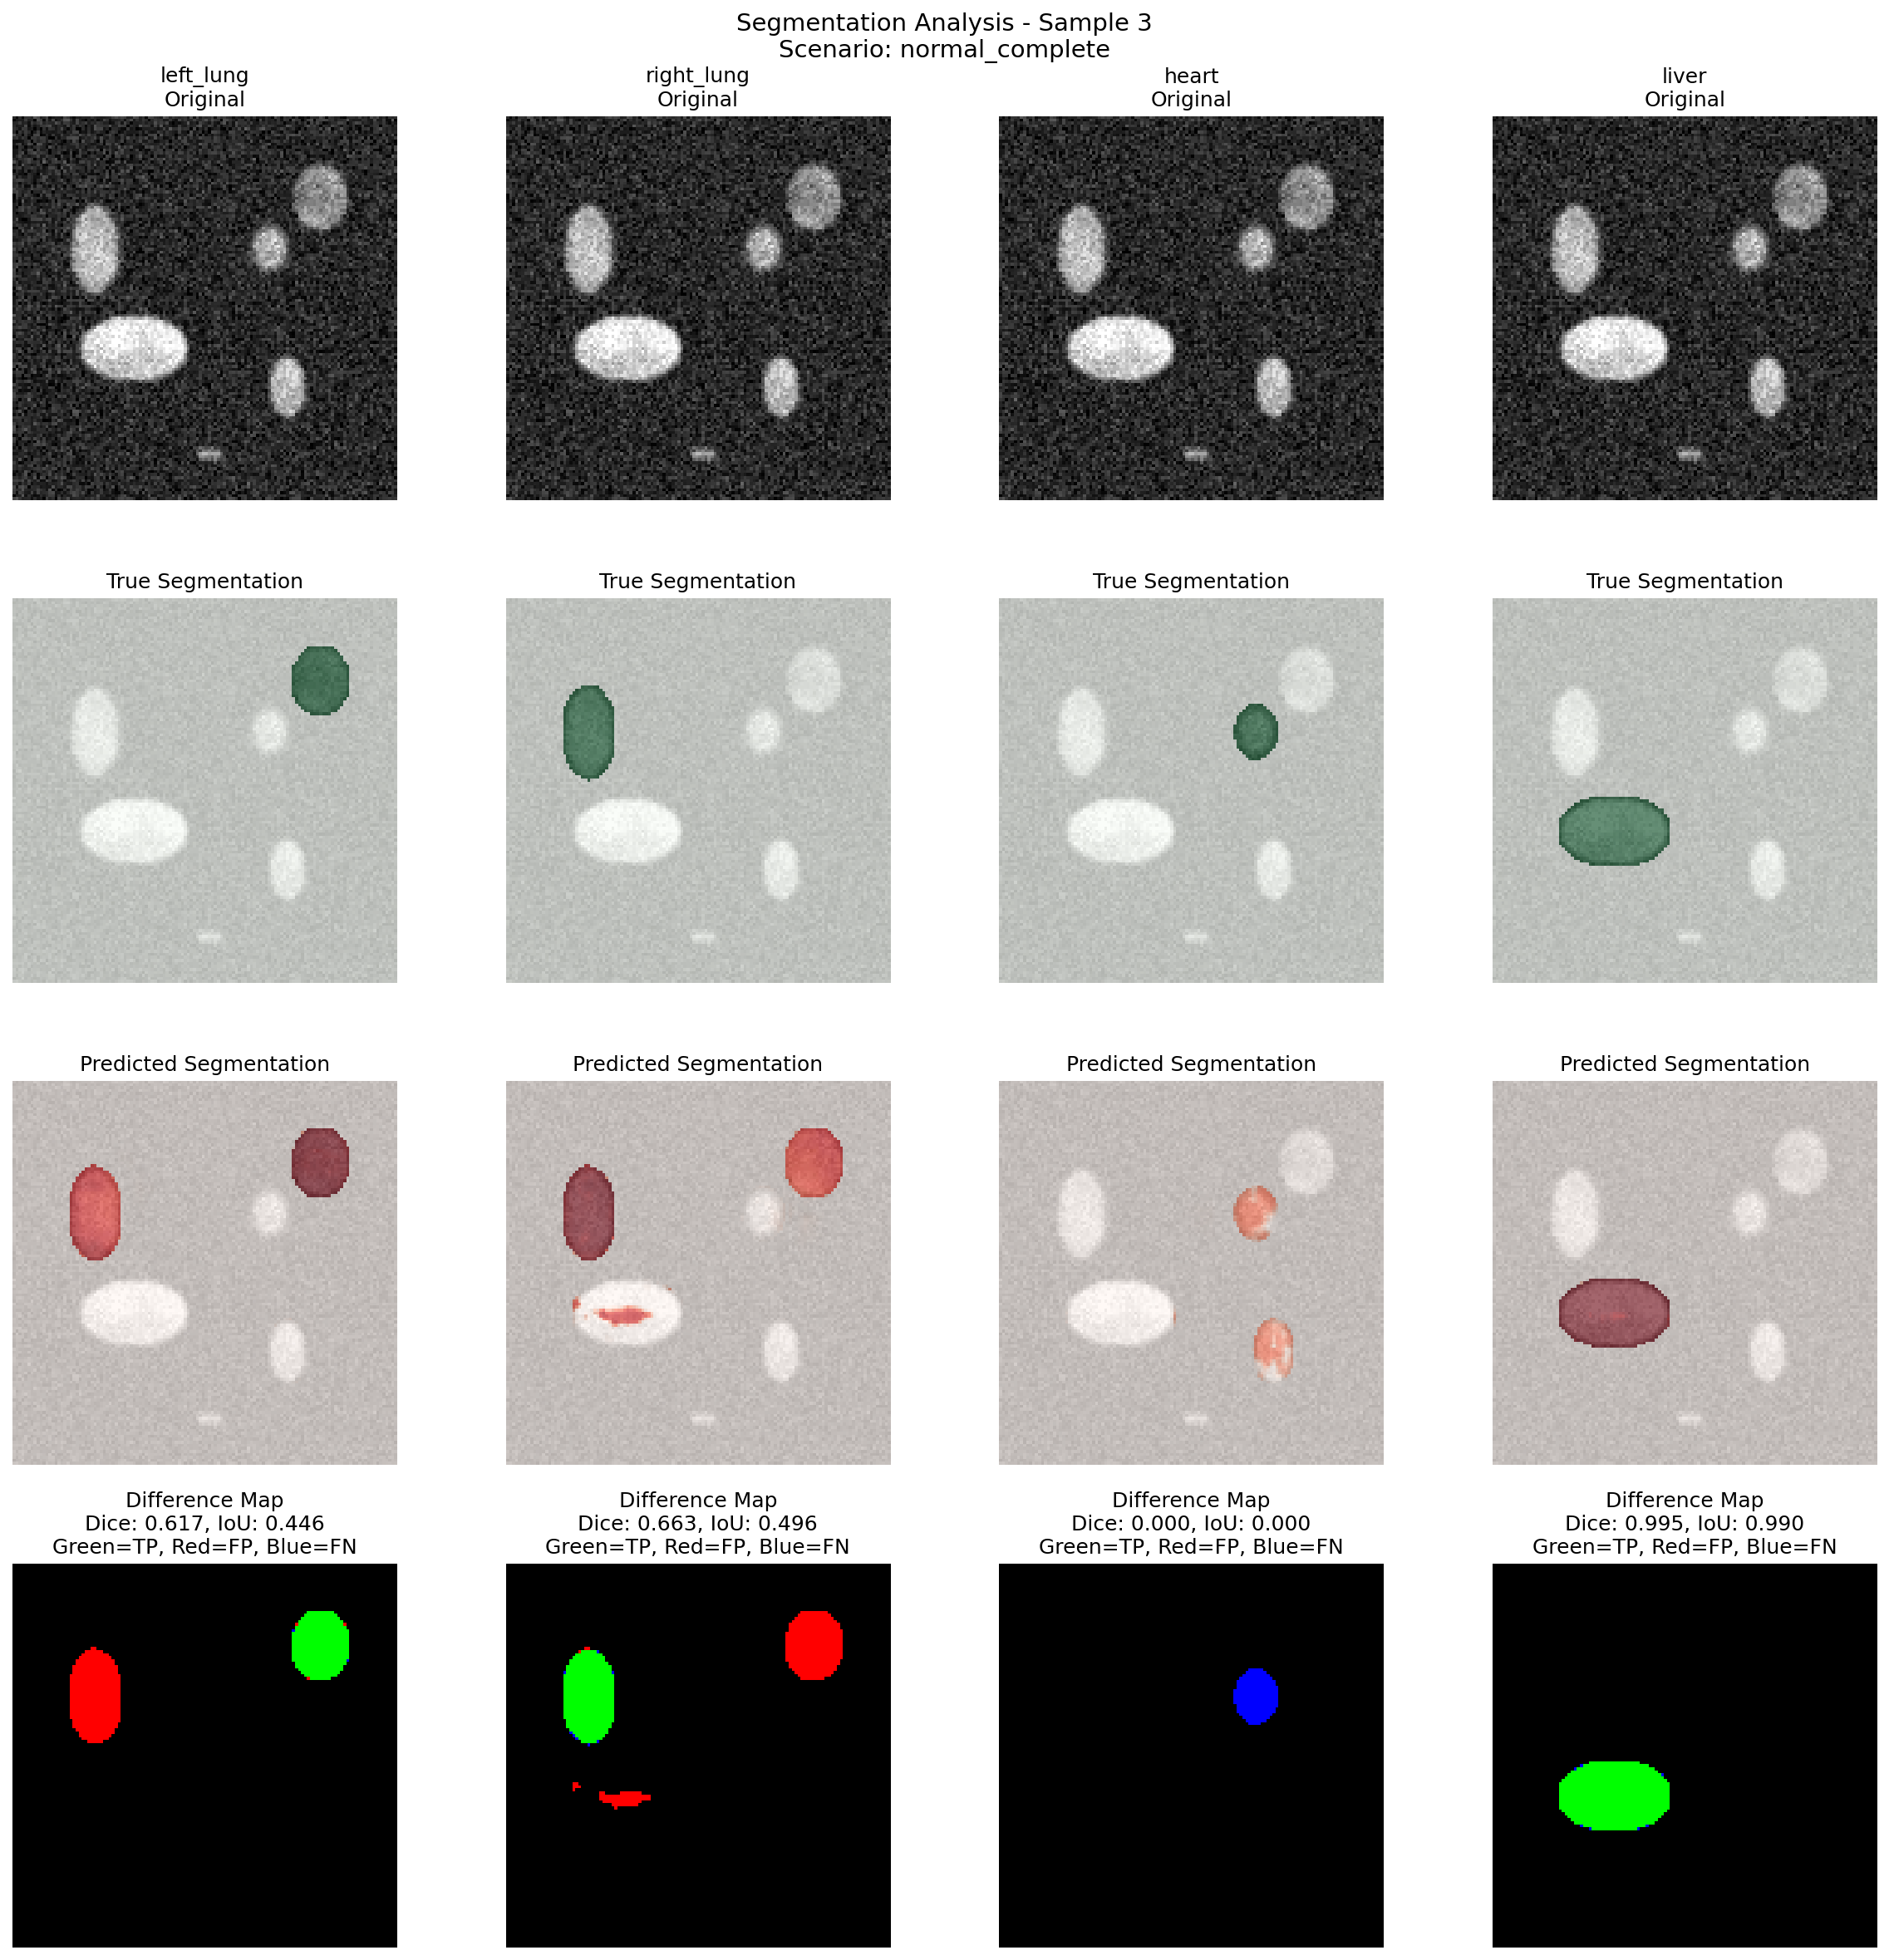 Segmentation Analysis - Sample 3
Scenario: normal_complete
left_lung
Original
right_lung
Original
heart
Original
liver
Original
True Segmentation
True Segmentation
True Segmentation
True Segmentation
Predicted Segmentation
Predicted Segmentation
Predicted Segmentation
Predicted Segmentation
Difference Map
Dice: 0.617, IoU: 0.446
Green=TP, Red=FP, Blue=FN
Difference Map
Dice: 0.663, IoU: 0.496
Green=TP, Red=FP, Blue=FN
Difference Map
Dice: 0.000, IoU: 0.000
Green=TP, Red=FP, Blue=FN
Difference Map
Dice: 0.995, IoU: 0.990
Green=TP, Red=FP, Blue=FN